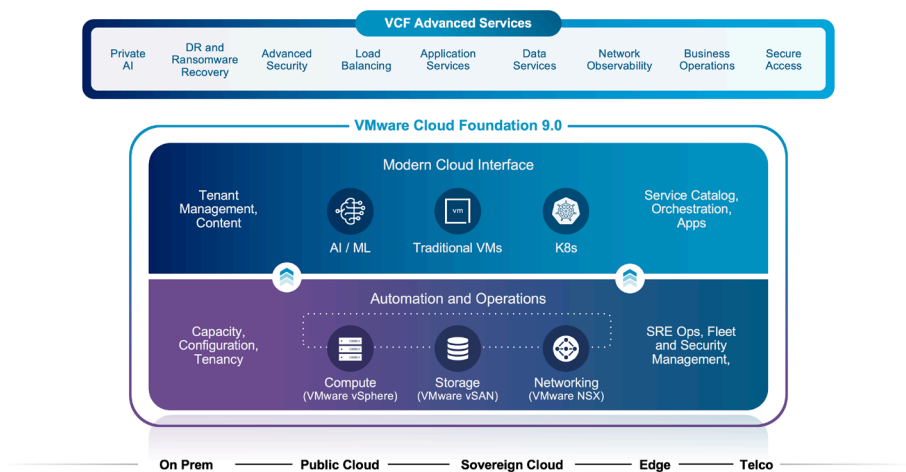 VCF Advanced Services
Private
AI
DR and
Ransomware
Recovery
Advanced
Security
Load
Balancing
Application
Services
Data
Services
Network
Observability
Business
Operations
Secure
Access
VMware Cloud Foundation 9.0
Modern Cloud Interface
Tenant
Management,
Content
AI / ML
vm
Traditional VMs
K8s
Service Catalog,
Orchestration,
Apps
Automation and Operations
Capacity,
Configuration,
Tenancy
Compute
(VMware vSphere)
Storage
(VMware vSAN)
Networking
(VMware NSX)
SRE Ops, Fleet
and Security
Management,
On Prem
Public Cloud
Sovereign Cloud
Edge
Telco